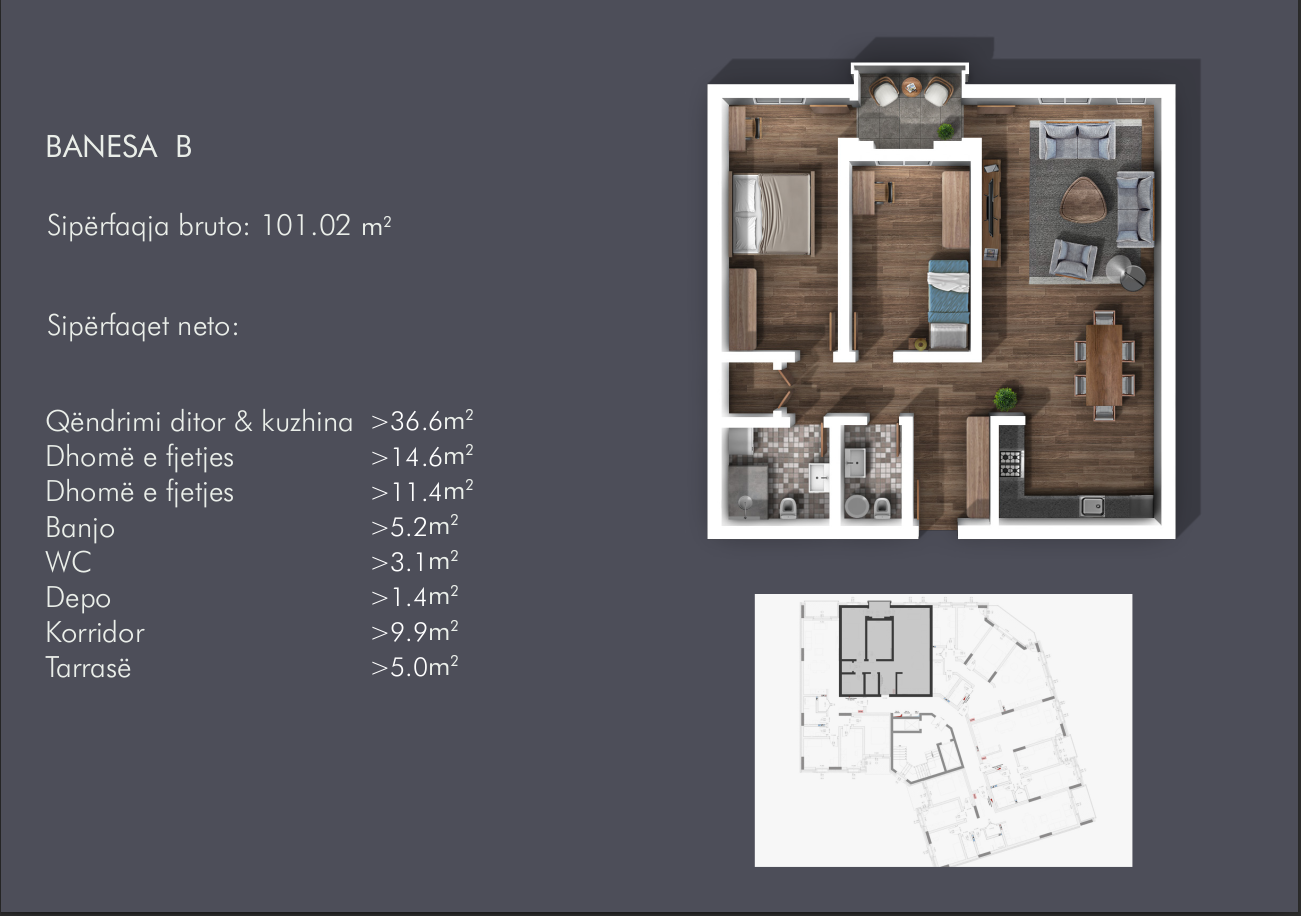 BANESA B
Sipërfaqja bruto: 101.02 m²
Sipërfaqet neto:
Qëndrimi ditor & kuzhina >36.6m²
Dhomë e fjetjes >14.6m²
Dhomë e fjetjes >11.4m²
Banjo >5.2m²
WC >3.1m²
Depo >1.4m²
Korridor >9.9m²
Tarrasë >5.0m²